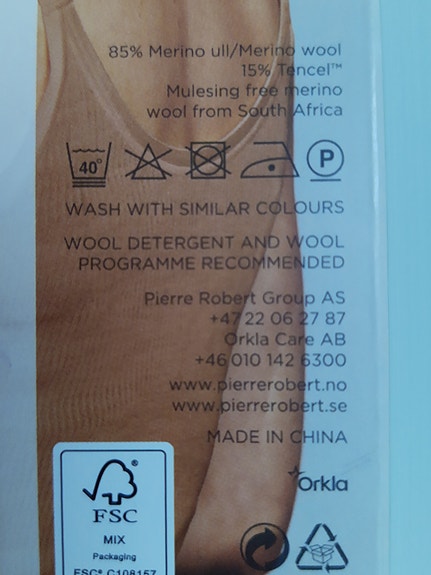 85% Merino ull/Merino wool
15% Tencel™
Mulesing free merino
wool from South Africa
40°
P
WASH WITH SIMILAR COLOURS
WOOL DETERGENT AND WOOL
PROGRAMME RECOMMENDED
Pierre Robert Group AS
+47 22 06 27 87
Orkla Care AB
+46 010 142 6300
www.pierrerobert.no
www.pierrerobert.se
MADE IN CHINA
Orkla
®
FSC
MIX
Packaging
FSC® C108157